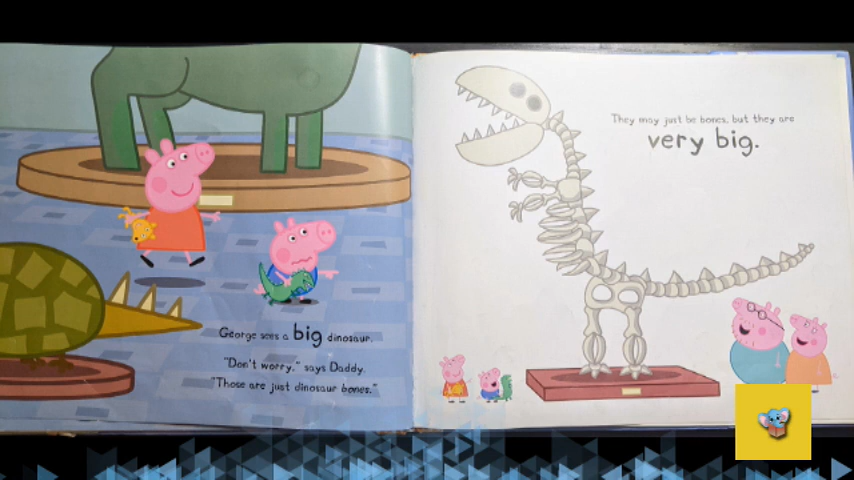 George sees a big dinosaur.
"Don't worry," says Daddy.
"Those are just dinosaur bones."
They may just be bones, but they are
very big.